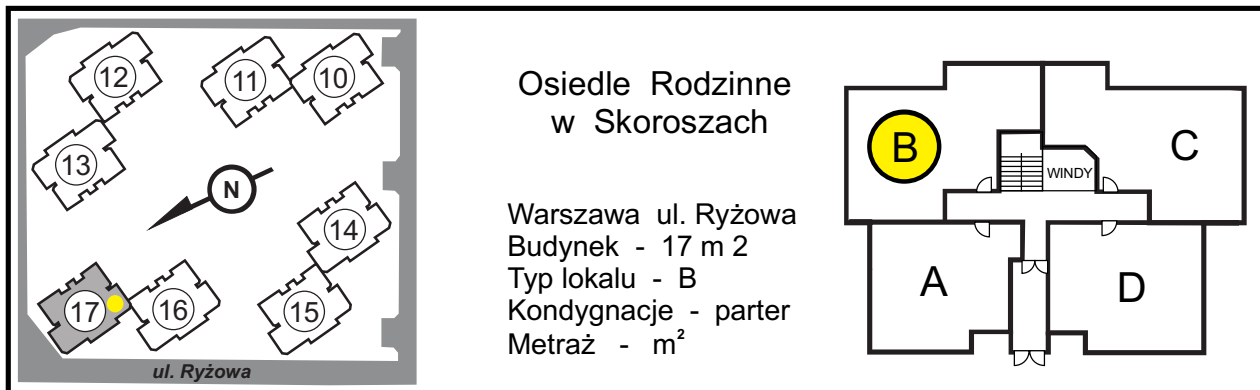 12
11
10
13
N
14
17
16
15
ul. Ryżowa
Osiedle Rodzinne
w Skoroszach
Warszawa ul. Ryżowa
Budynek - 17 m 2
Typ lokalu - B
Kondygnacje - parter
Metraż - m²
B
C
WINDY
A
D